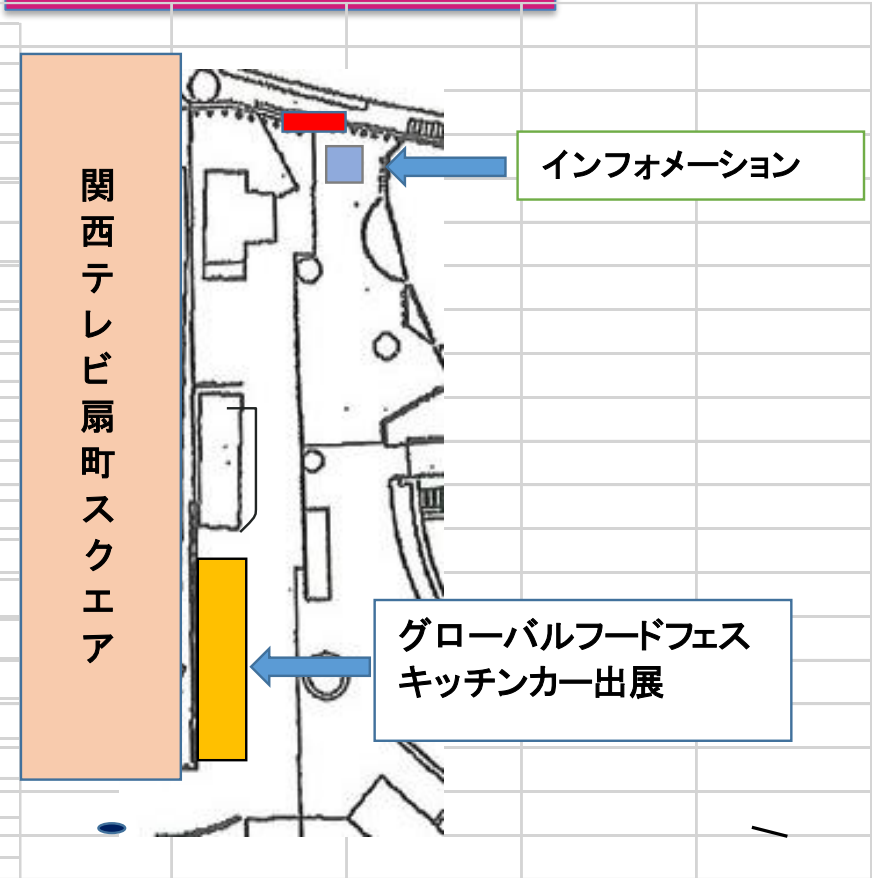 インフォメーション
関西テレビ扇町スクエア
グローバルフードフェス
キッチンカー出展